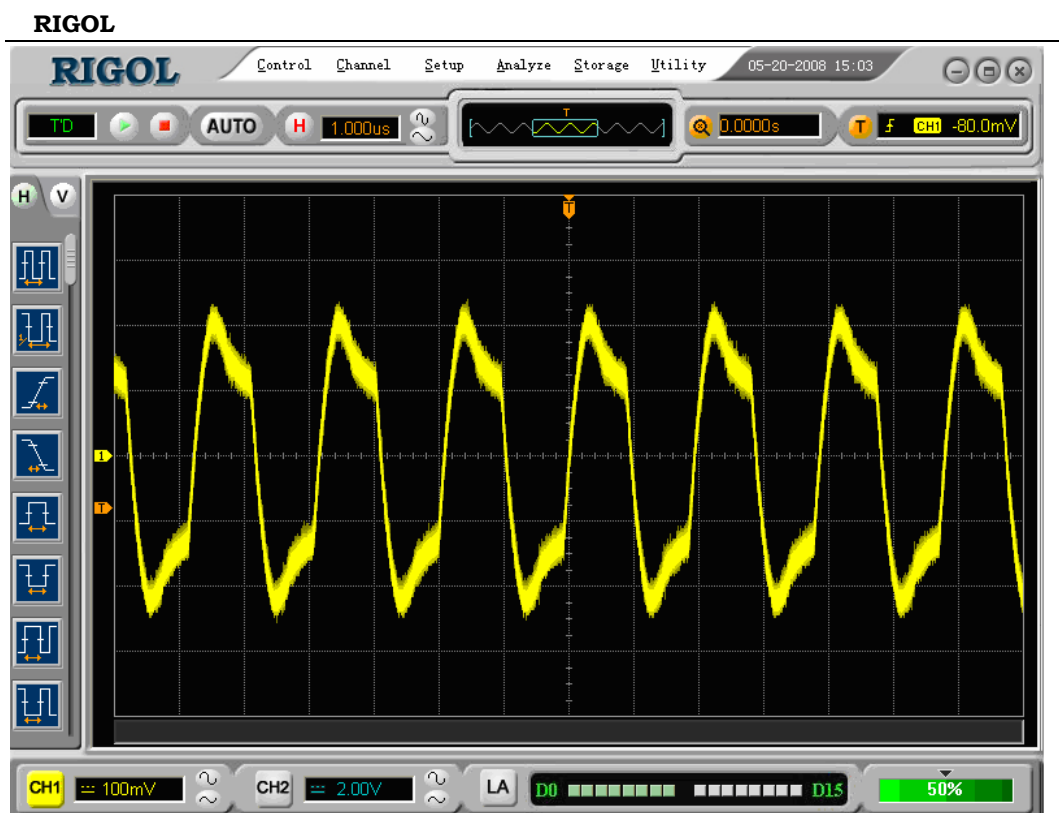 RIGOL
RIGOL Control Channel Setup Analyze Storage Utility 05-20-2008 15:03
T'D AUTO H 1.000us T 0.0000s T CH1 -80.0mV
H V
T
1
1/
T
CH1 100mV CH2 2.00V LA D0 D15 50%